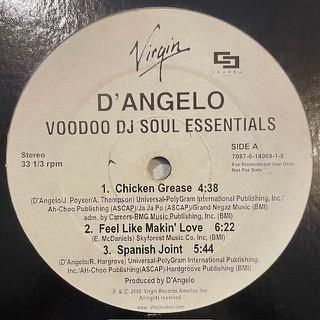 Virgin
CHEEBA
D'ANGELO
VOODOO DJ SOUL ESSENTIALS
Stereo
33 1/3 rpm
SIDE A
7087-6-14969-1-8
For Promotional Use Only-
Not For Sale
1. Chicken Grease 4:38
(D'Angelo/J. Poyser/A. Thompson) Universal-PolyGram International Publishing, Inc./
Ah-Choo Publishing (ASCAP)/Ja Ja Po (ASCAP)/Grand Negaz Music (BMI)
adm. by Careers-BMG Music Publishing, Inc. (BMI)
2. Feel Like Makin' Love 6:22
(E. McDaniels) Skyforest Music Co. Inc. (BMI)
3. Spanish Joint 5:44
(D'Angelo/R. Hargrove) Universal-PolyGram International Publishing,
Inc./Ah-Choo Publishing (ASCAP)/Hardgroove Publishing (BMI)
Produced by D'Angelo
℗ & © 2000 Virgin Records America, Inc.
All rights reserved.
www.Virginvibes.com